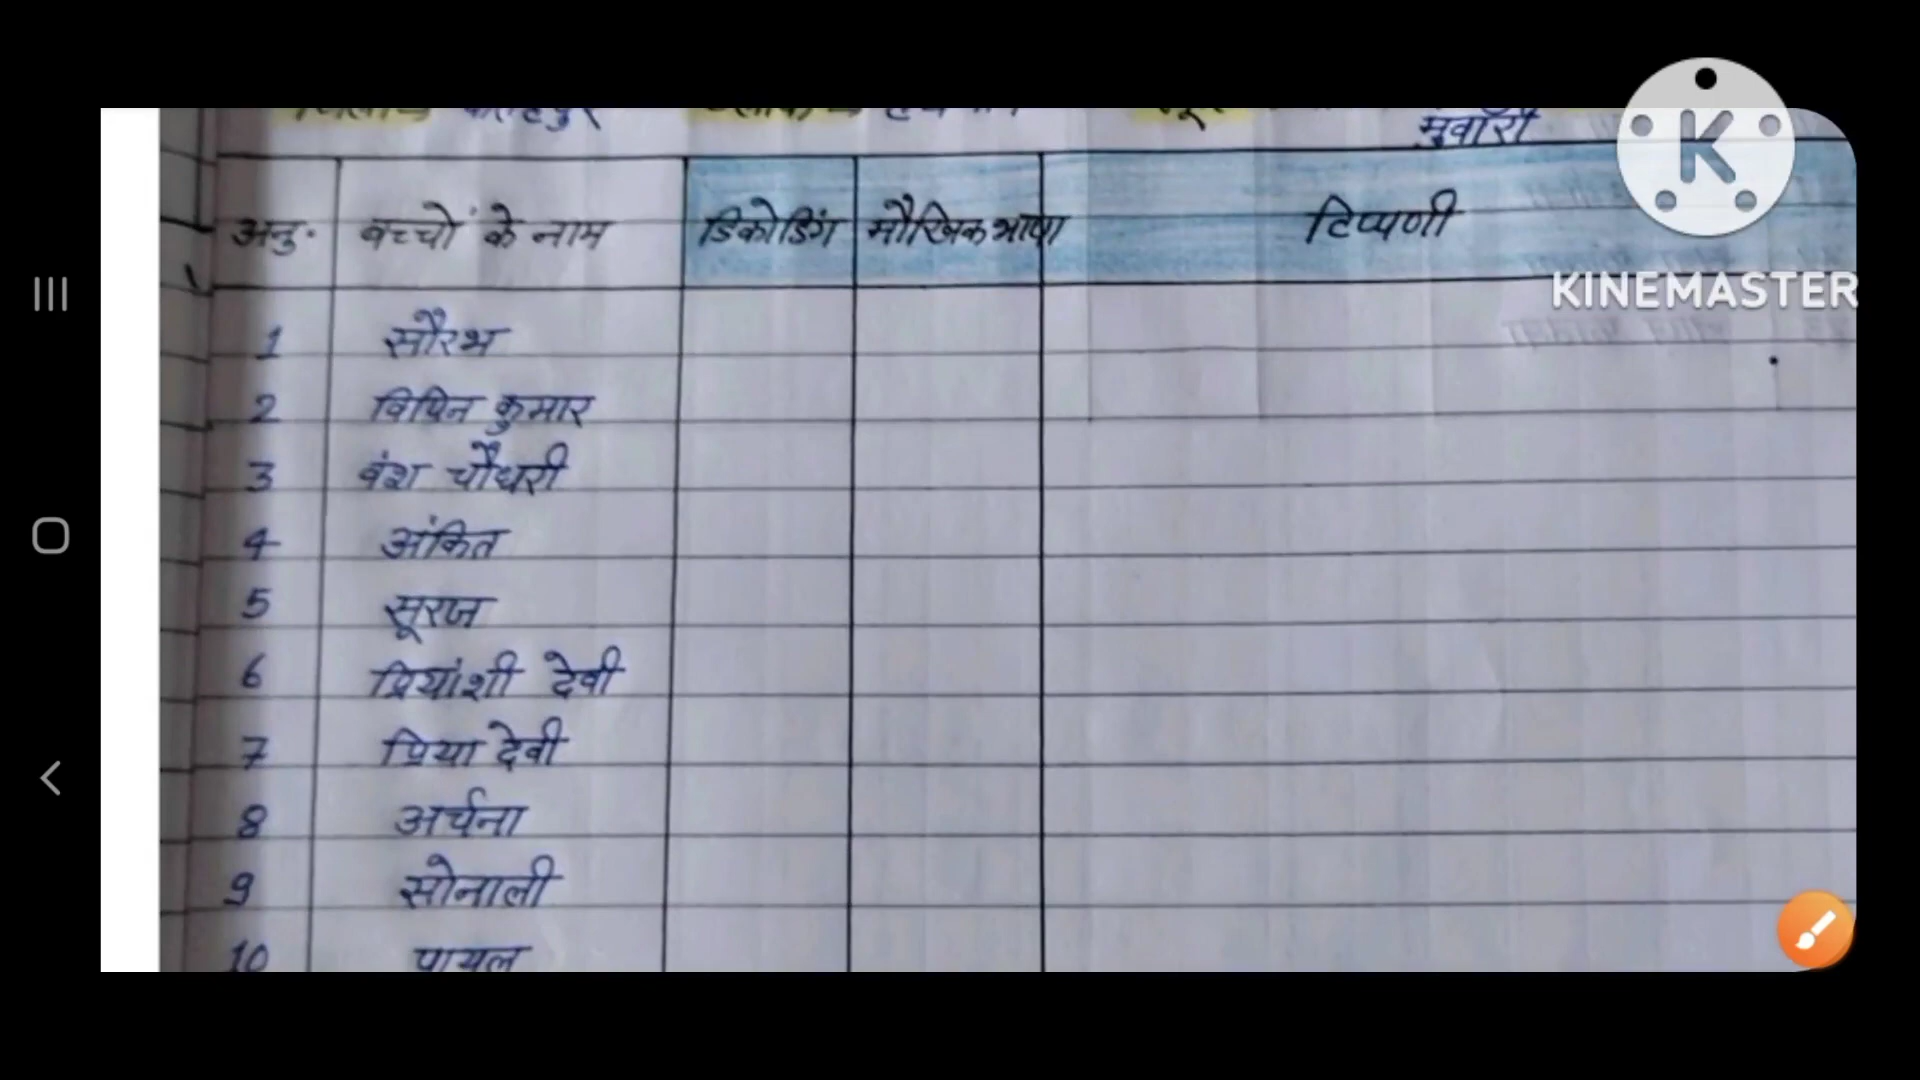 मुवाँरी
अनु. बच्चों के नाम डिकोडिंग मौखिक भाषा टिप्पणी
KINEMASTER
1 सौरभ
2 विपिन कुमार
3 वंश चौधरी
4 अंकित
5 सूरज
6 प्रियांशी देवी
7 प्रिया देवी
8 अर्चना
9 सोनाली
10 पायल